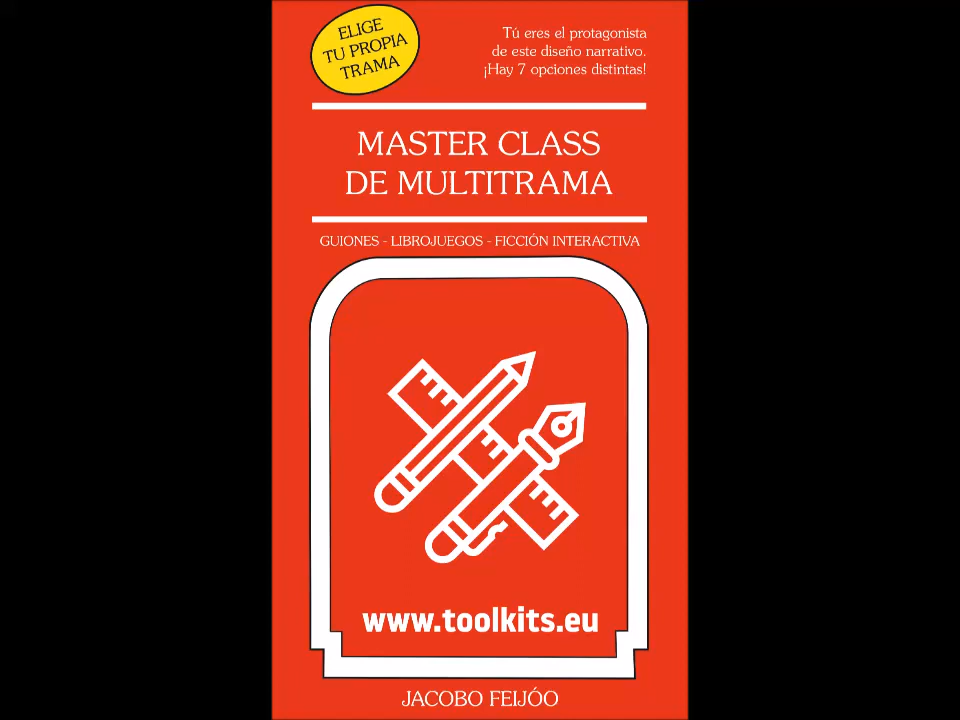 ELIGE
TU PROPIA
TRAMA
Tú eres el protagonista
de este diseño narrativo.
¡Hay 7 opciones distintas!
MASTER CLASS
DE MULTITRAMA
GUIONES - LIBROJUEGOS - FICCIÓN INTERACTIVA
www.toolkits.eu
JACOBO FEIJÓO